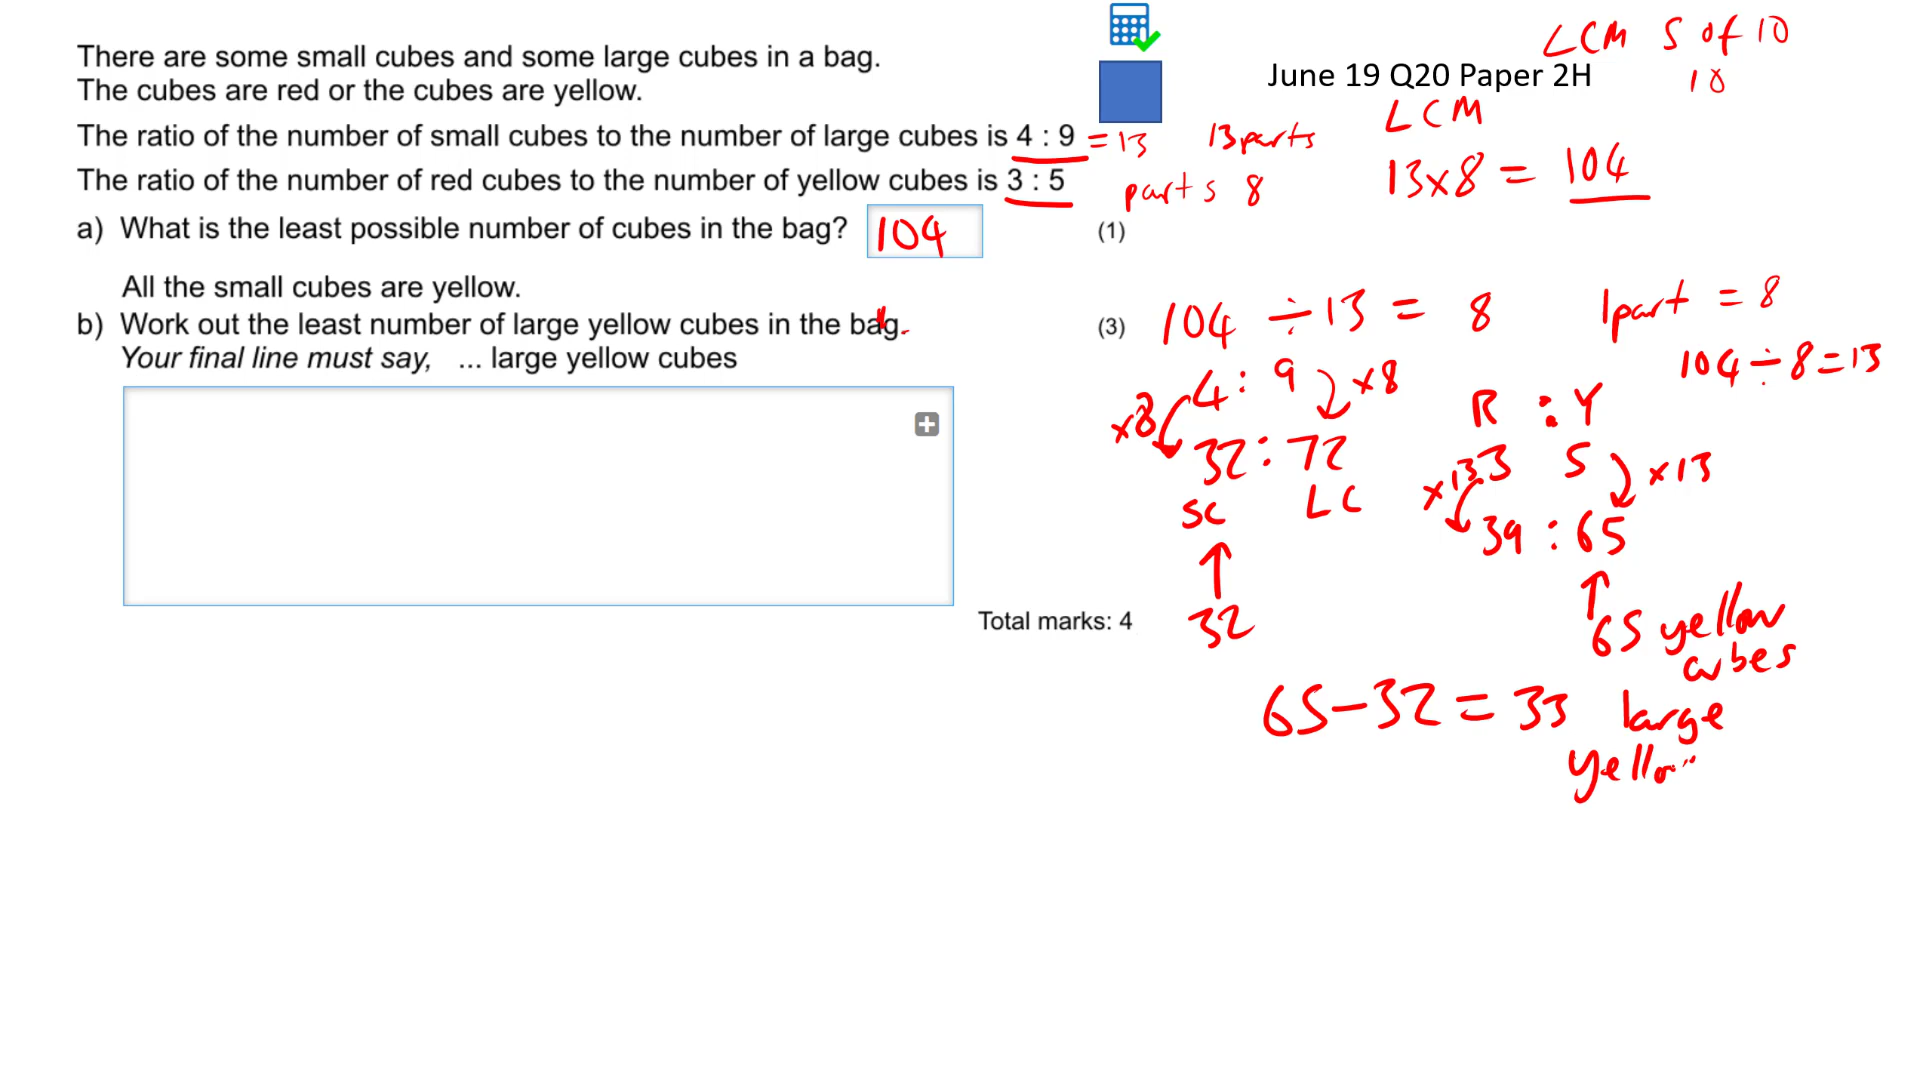 LCM 5 of 10
10
There are some small cubes and some large cubes in a bag.
June 19 Q20 Paper 2H
The cubes are red or the cubes are yellow.
LCM
The ratio of the number of small cubes to the number of large cubes is 4 : 9 = 13 13 parts
13 x 8 = 104
The ratio of the number of red cubes to the number of yellow cubes is 3 : 5 parts 8
a) What is the least possible number of cubes in the bag? 104 (1)
All the small cubes are yellow.
b) Work out the least number of large yellow cubes in the bag. (3)
Your final line must say, ... large yellow cubes
104 ÷ 13 = 8 1 part = 8
104 ÷ 8 = 13
4 : 9 x8
x8
32 : 72
SC LC
32
R : Y
3 5 x13
x13
39 : 65
65 yellow
cubes
Total marks: 4
65 - 32 = 33 large
yello